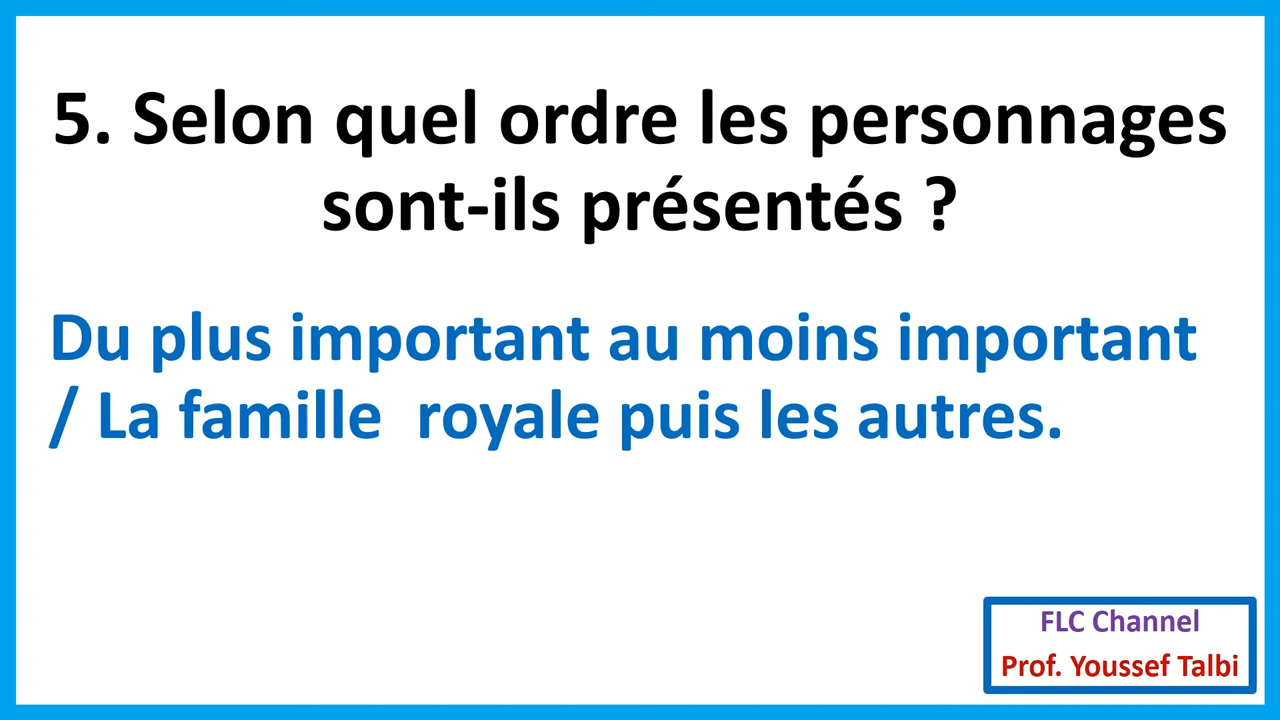 5. Selon quel ordre les personnages
sont-ils présentés ?
Du plus important au moins important
/ La famille  royale puis les autres.
FLC Channel
Prof. Youssef Talbi